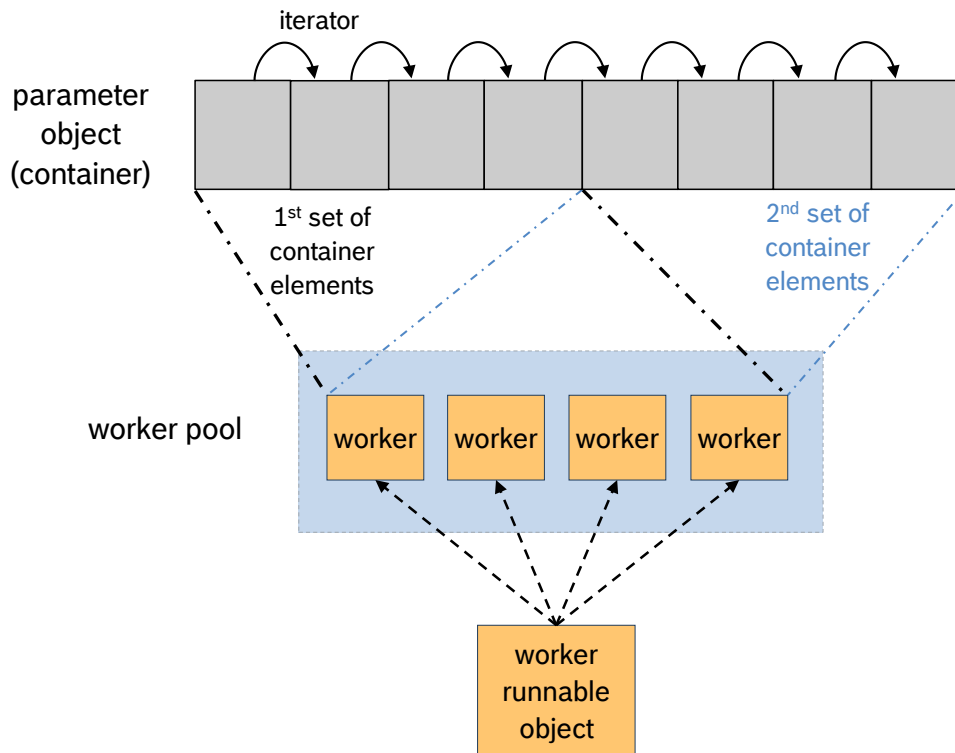 iterator
parameter
object
(container)
1st set of
container
elements
2nd set of
container
elements
worker pool
worker
worker
worker
worker
worker
runnable
object